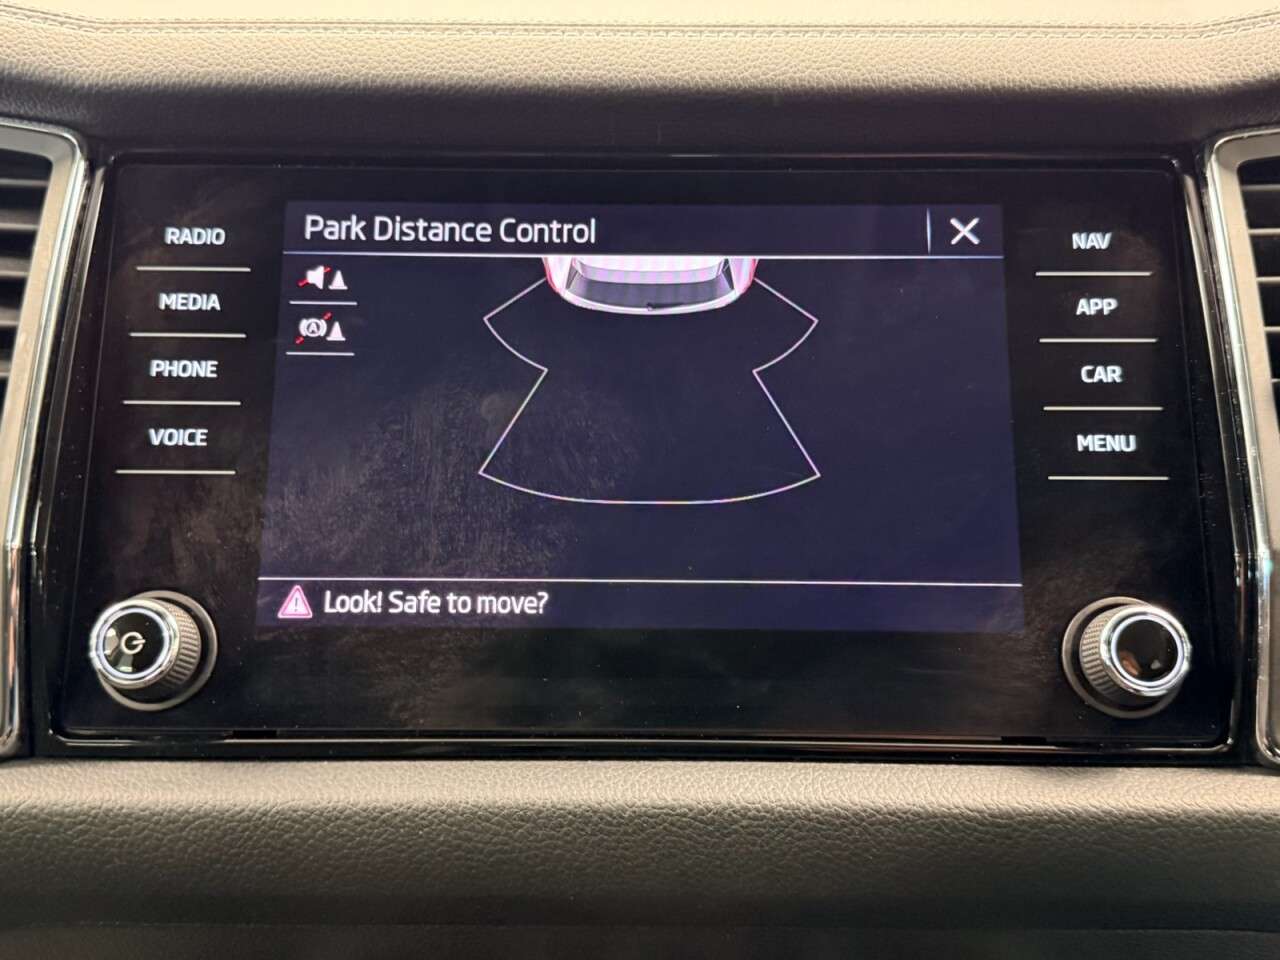 Park Distance Control
RADIO
MEDIA
PHONE
VOICE
NAV
APP
CAR
MENU
Look! Safe to move?